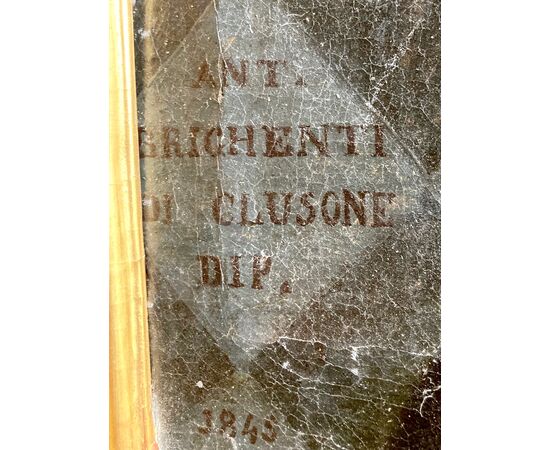 ANT.
BRIGHENTI
DI CLUSONE
DIP.
1845